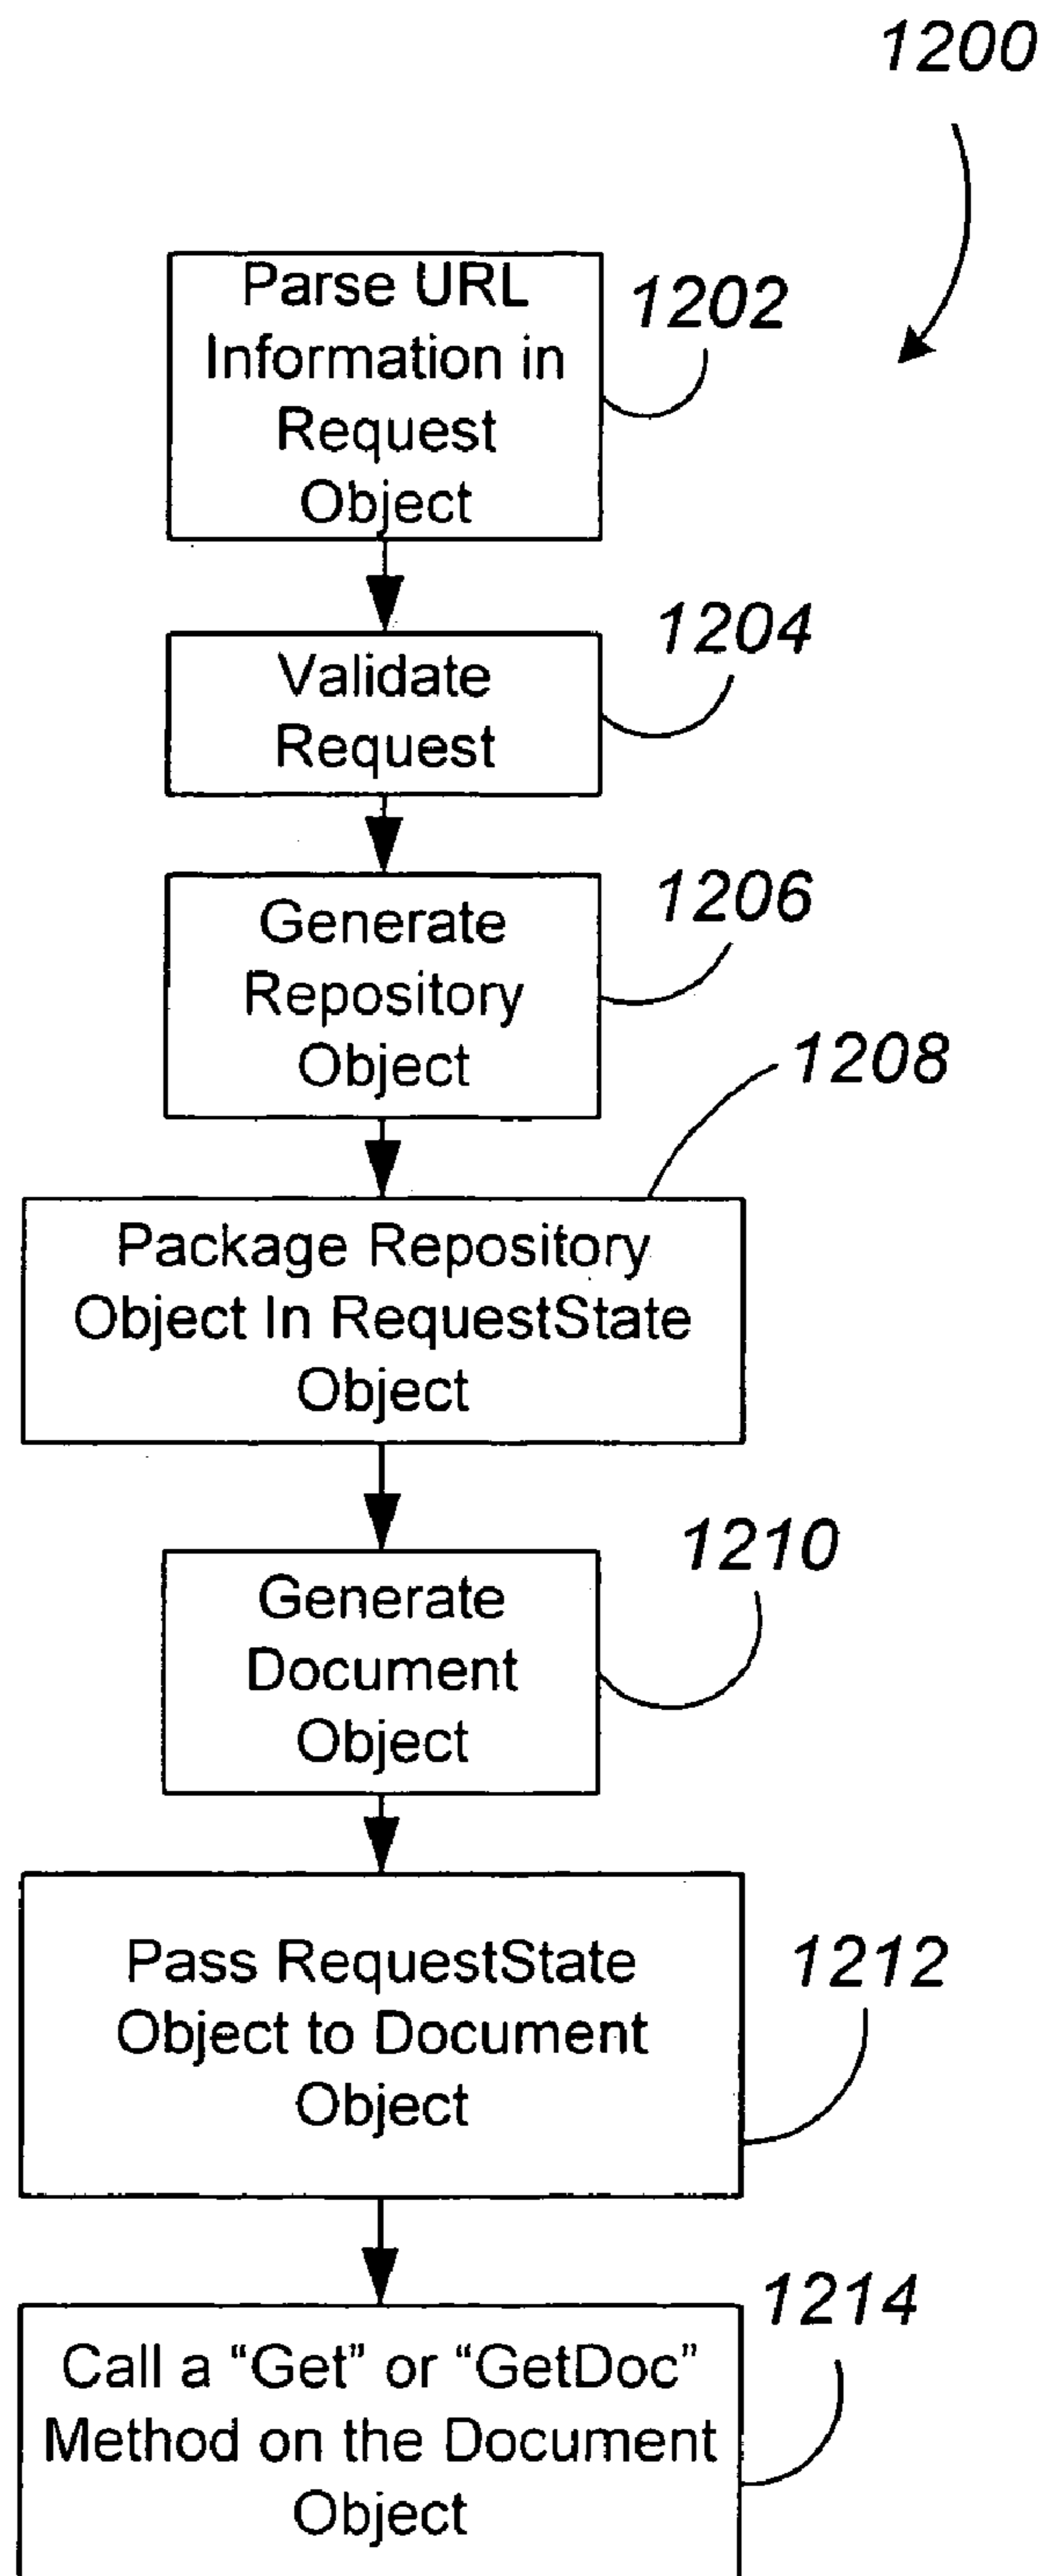 1200
Parse URL
Information in
Request
Object
1202
Validate
Request
1204
Generate
Repository
Object
1206
1208
Package Repository
Object In RequestState
Object
Generate
Document
Object
1210
Pass RequestState
Object to Document
Object
1212
1214
Call a “Get” or “GetDoc”
Method on the Document
Object